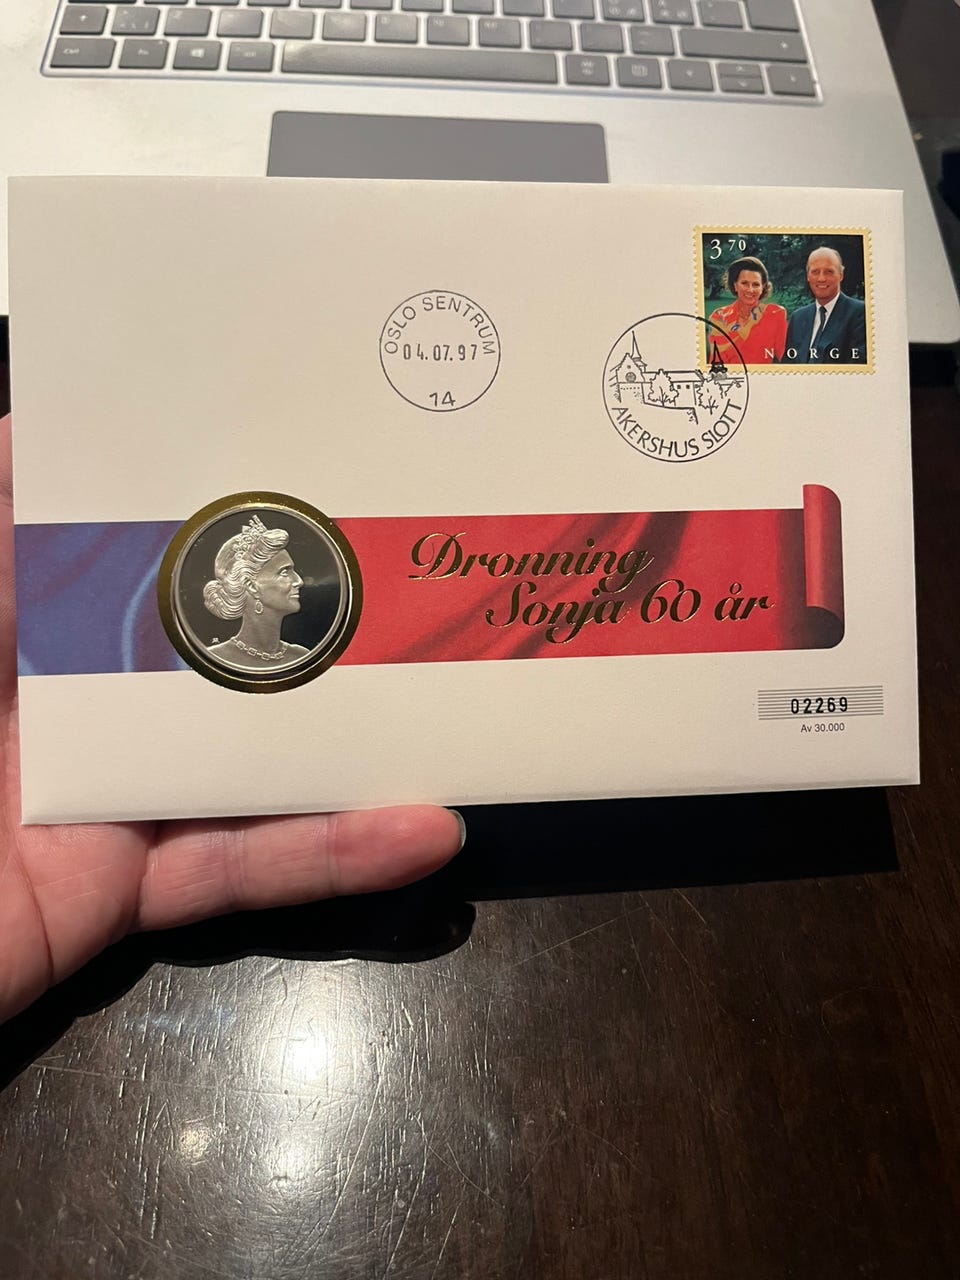 3 70
NORGE
OSLO SENTRUM
04.07.97
14
AKERSHUS SLOTT
Dronning
Sonja 60 år
02269
Av 30.000